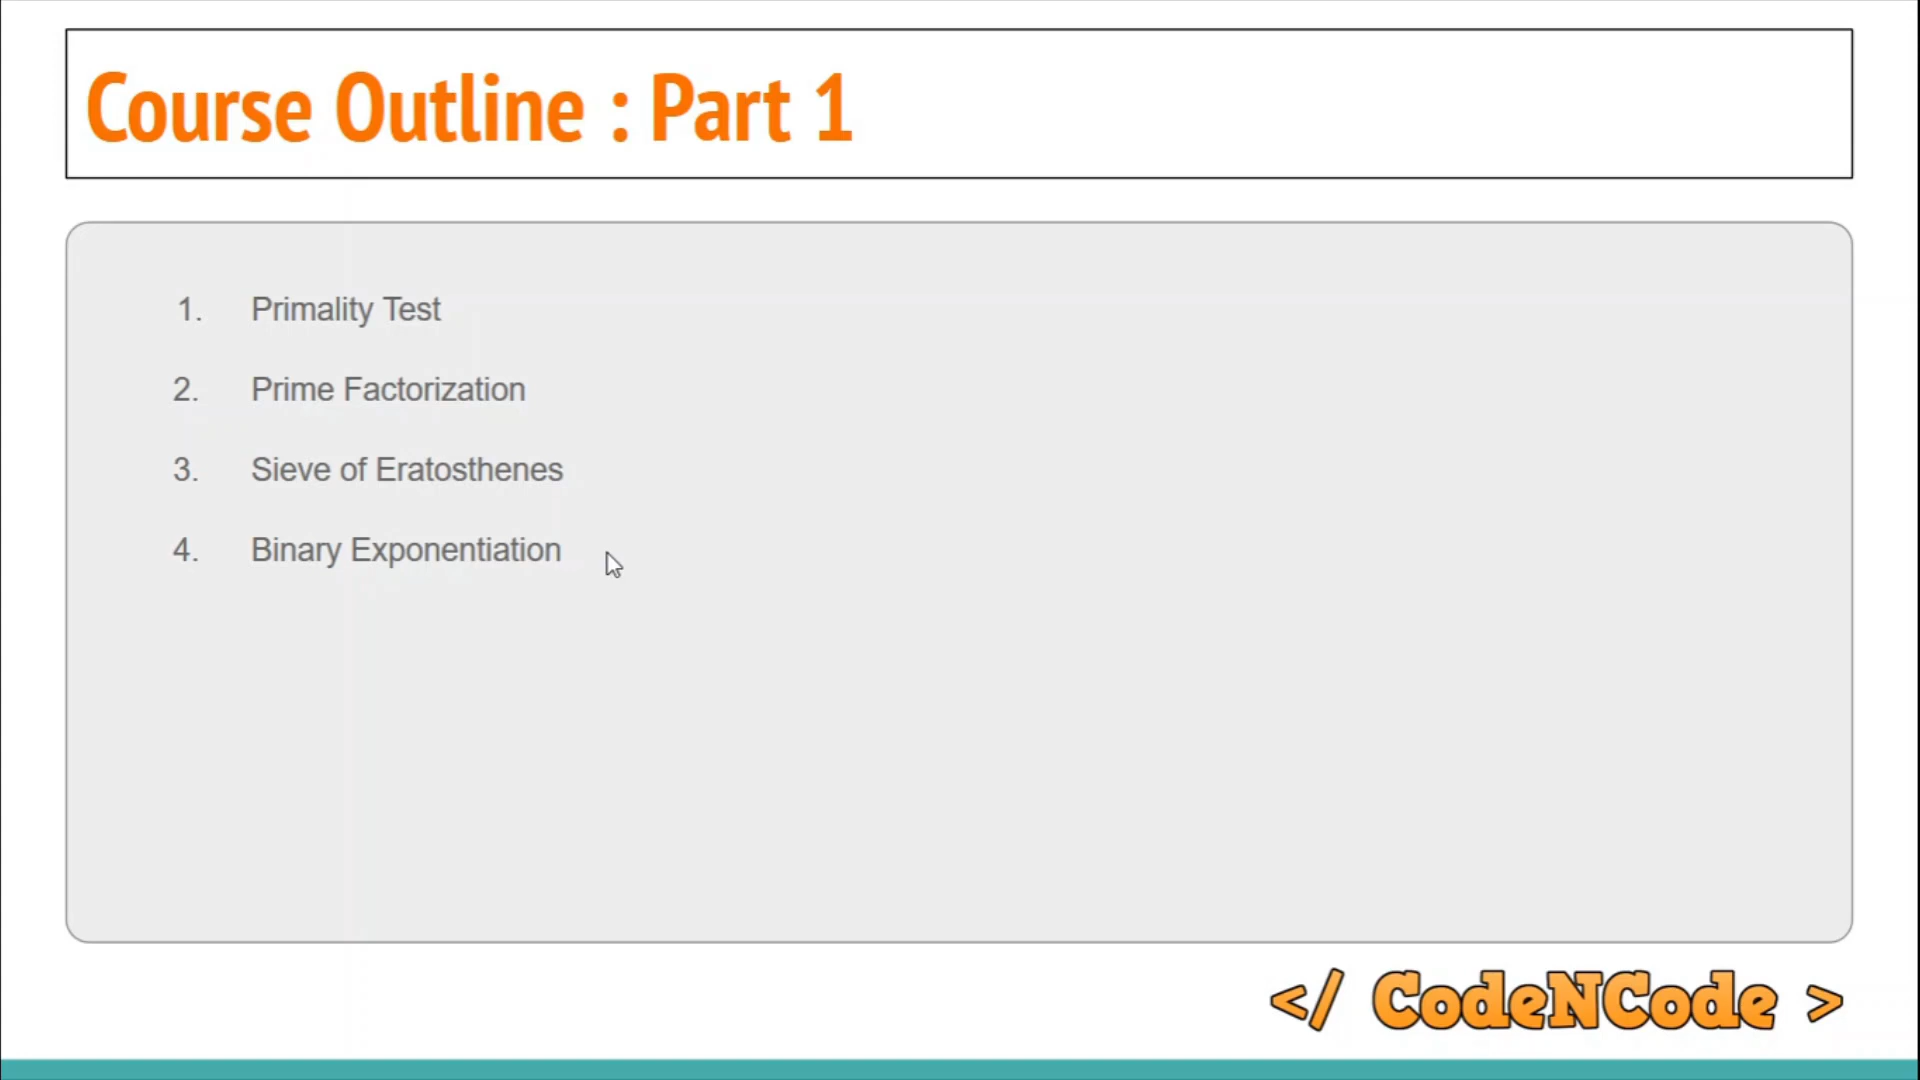 Course Outline : Part 1
1. Primality Test
2. Prime Factorization
3. Sieve of Eratosthenes
4. Binary Exponentiation
</ CodeNCode >